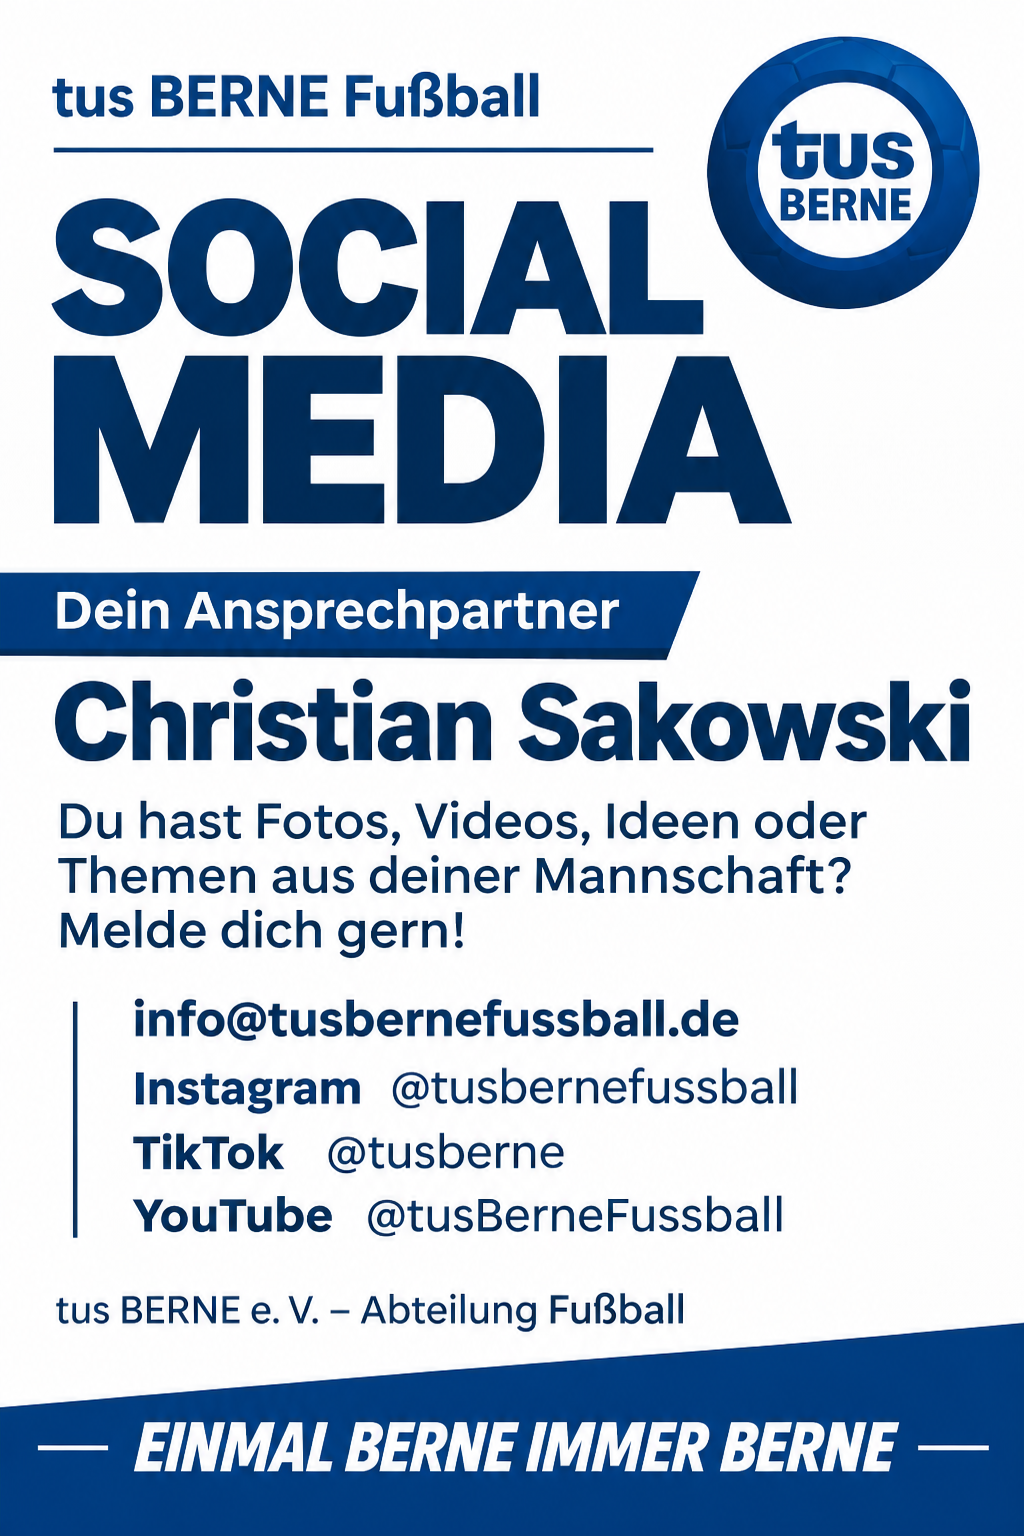 tus BERNE Fußball
tus
BERNE
SOCIAL
MEDIA
Dein Ansprechpartner
Christian Sakowski
Du hast Fotos, Videos, Ideen oder
Themen aus deiner Mannschaft?
Melde dich gern!
info@tusbernefussball.de
Instagram @tusbernefussball
TikTok @tusberne
YouTube @tusBerneFussball
tus BERNE e. V. – Abteilung Fußball
EINMAL BERNE IMMER BERNE